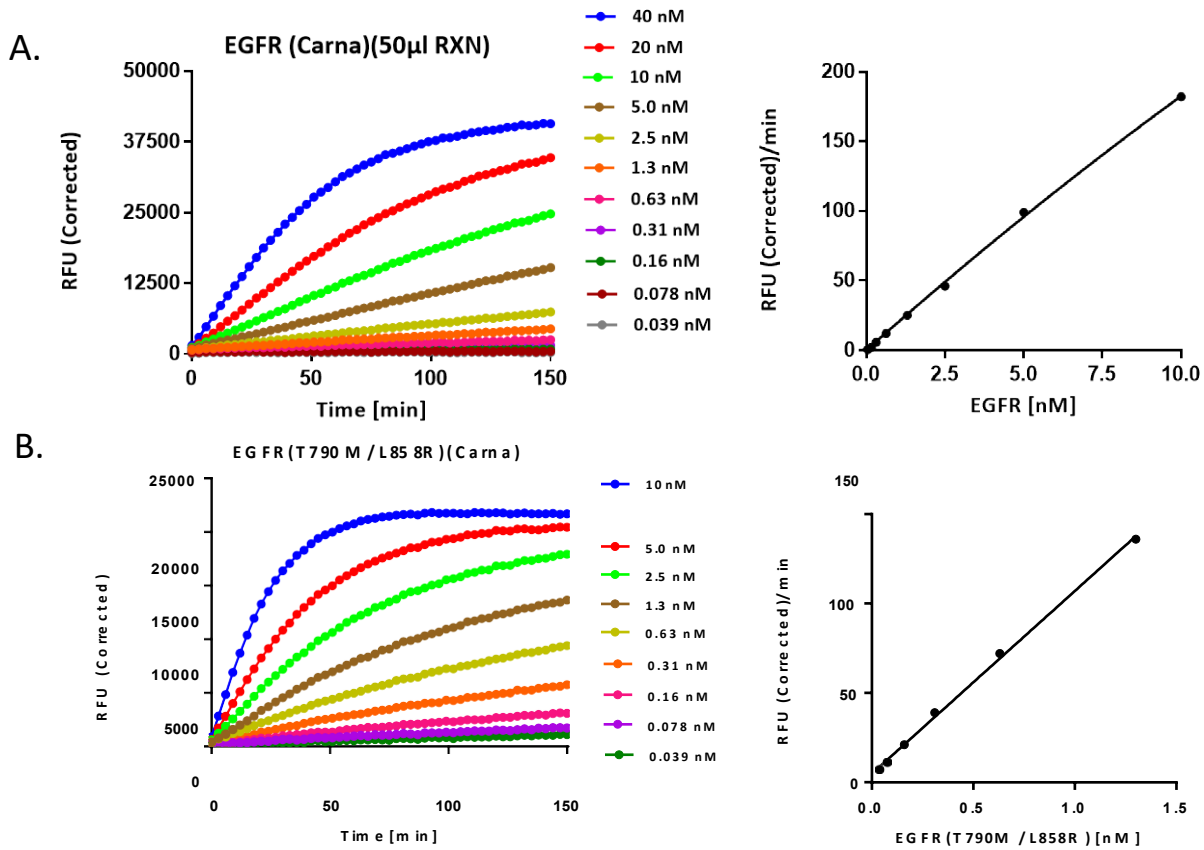 A.
EGFR (Carna)(50µl RXN)
RFU (Corrected)
50000
37500
25000
12500
0
0
50
100
150
Time [min]
40 nM
20 nM
10 nM
5.0 nM
2.5 nM
1.3 nM
0.63 nM
0.31 nM
0.16 nM
0.078 nM
0.039 nM
RFU (Corrected)/min
200
150
100
50
0
0.0
2.5
5.0
7.5
10.0
EGFR [nM]
B.
EGFR(T790M/L858R)(Carna)
RFU (Corrected)
25000
20000
15000
10000
5000
0
0
50
100
150
Time [min]
10 nM
5.0 nM
2.5 nM
1.3 nM
0.63 nM
0.31 nM
0.16 nM
0.078 nM
0.039 nM
RFU (Corrected)/min
150
100
50
0
0.0
0.5
1.0
1.5
EGFR(T790M/L858R) [nM]